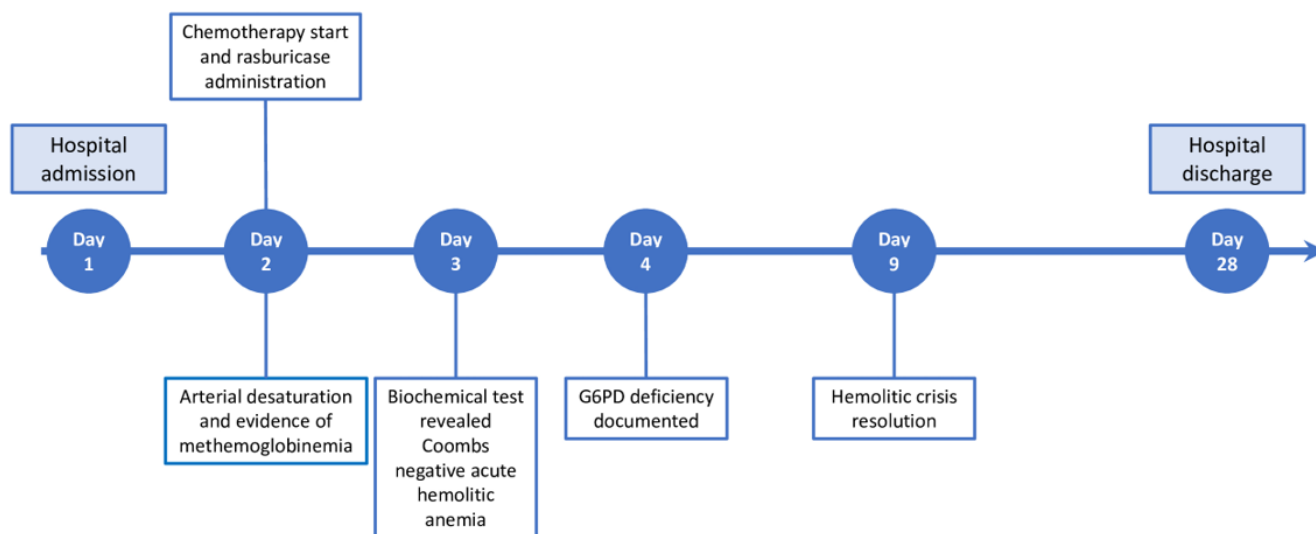 Chemotherapy start
and rasburicase
administration
Hospital
admission
Hospital
discharge
Day
1
Day
2
Day
3
Day
4
Day
9
Day
28
Arterial desaturation
and evidence of
methemoglobinemia
Biochemical test
revealed
Coombs
negative acute
hemolitic
anemia
G6PD deficiency
documented
Hemolitic crisis
resolution